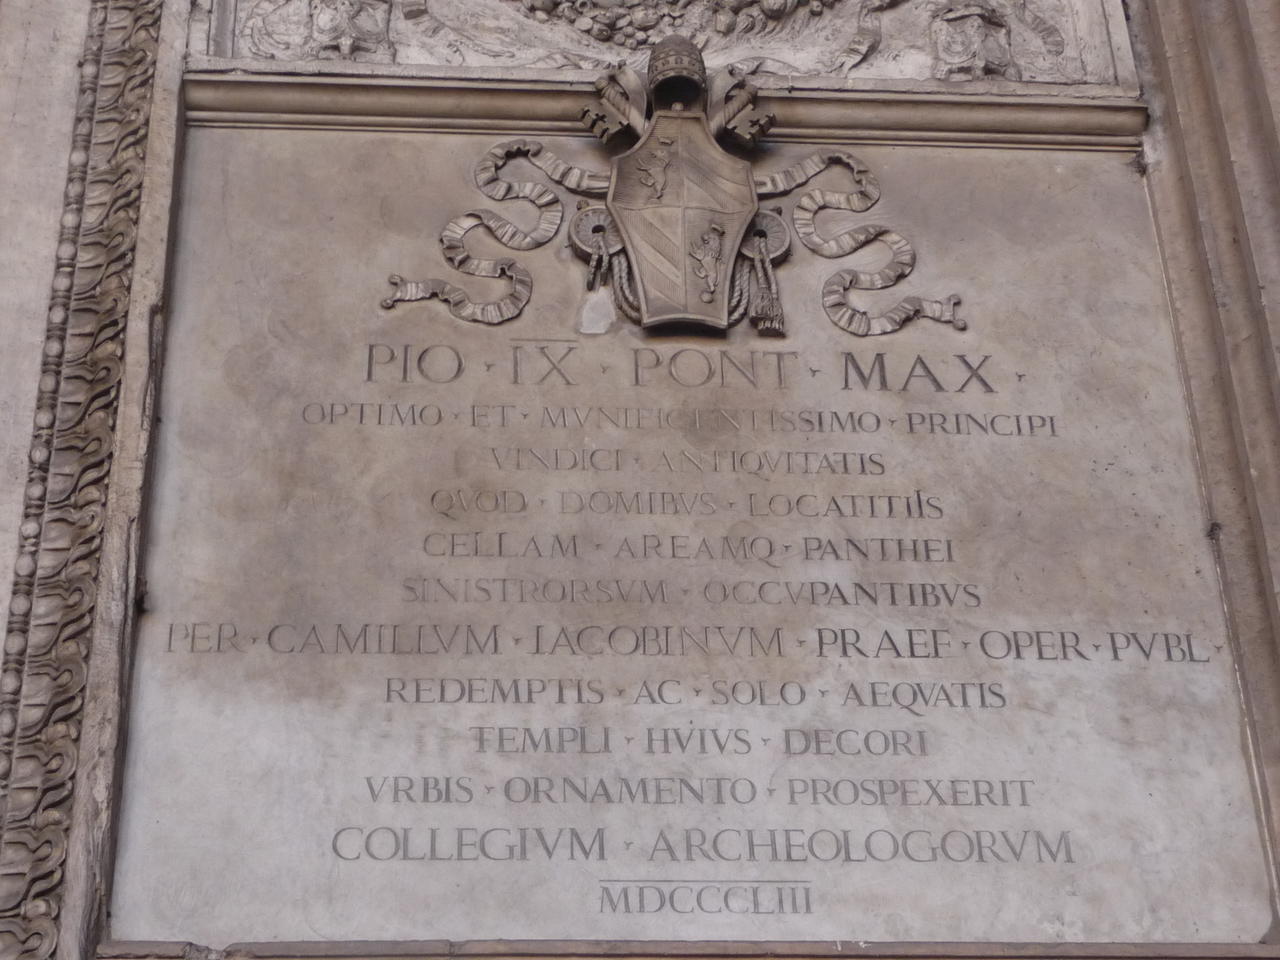 PIO · IX · PONT · MAX ·
OPTIMO · ET · MVNIFICENTISSIMO · PRINCIPI
VINDICI · ANTIQVITATIS
QVOD · DOMIBVS · LOCATITIIS
CELLAM · AREAMQ · PANTHEI
SINISTRORSVM · OCCVPANTIBVS
PER · CAMILLVM · IACOBINVM · PRAEF · OPER · PVBL ·
REDEMPTIS · AC · SOLO · AEQVATIS
TEMPLI · HVIVS · DECORI
VRBIS · ORNAMENTO · PROSPEXERIT
COLLEGIVM · ARCHEOLOGORVM
MDCCCLIII